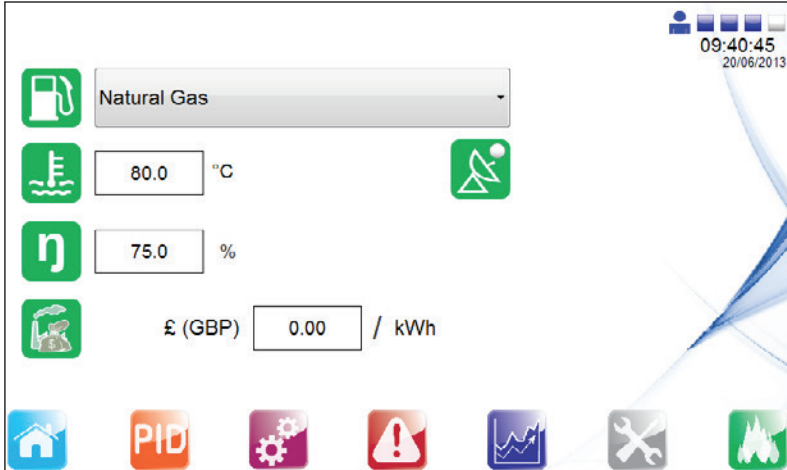 09:40:45
20/06/2013
Natural Gas
80.0 °C
ŋ 75.0 %
$
£ (GBP) 0.00 / kWh
PID